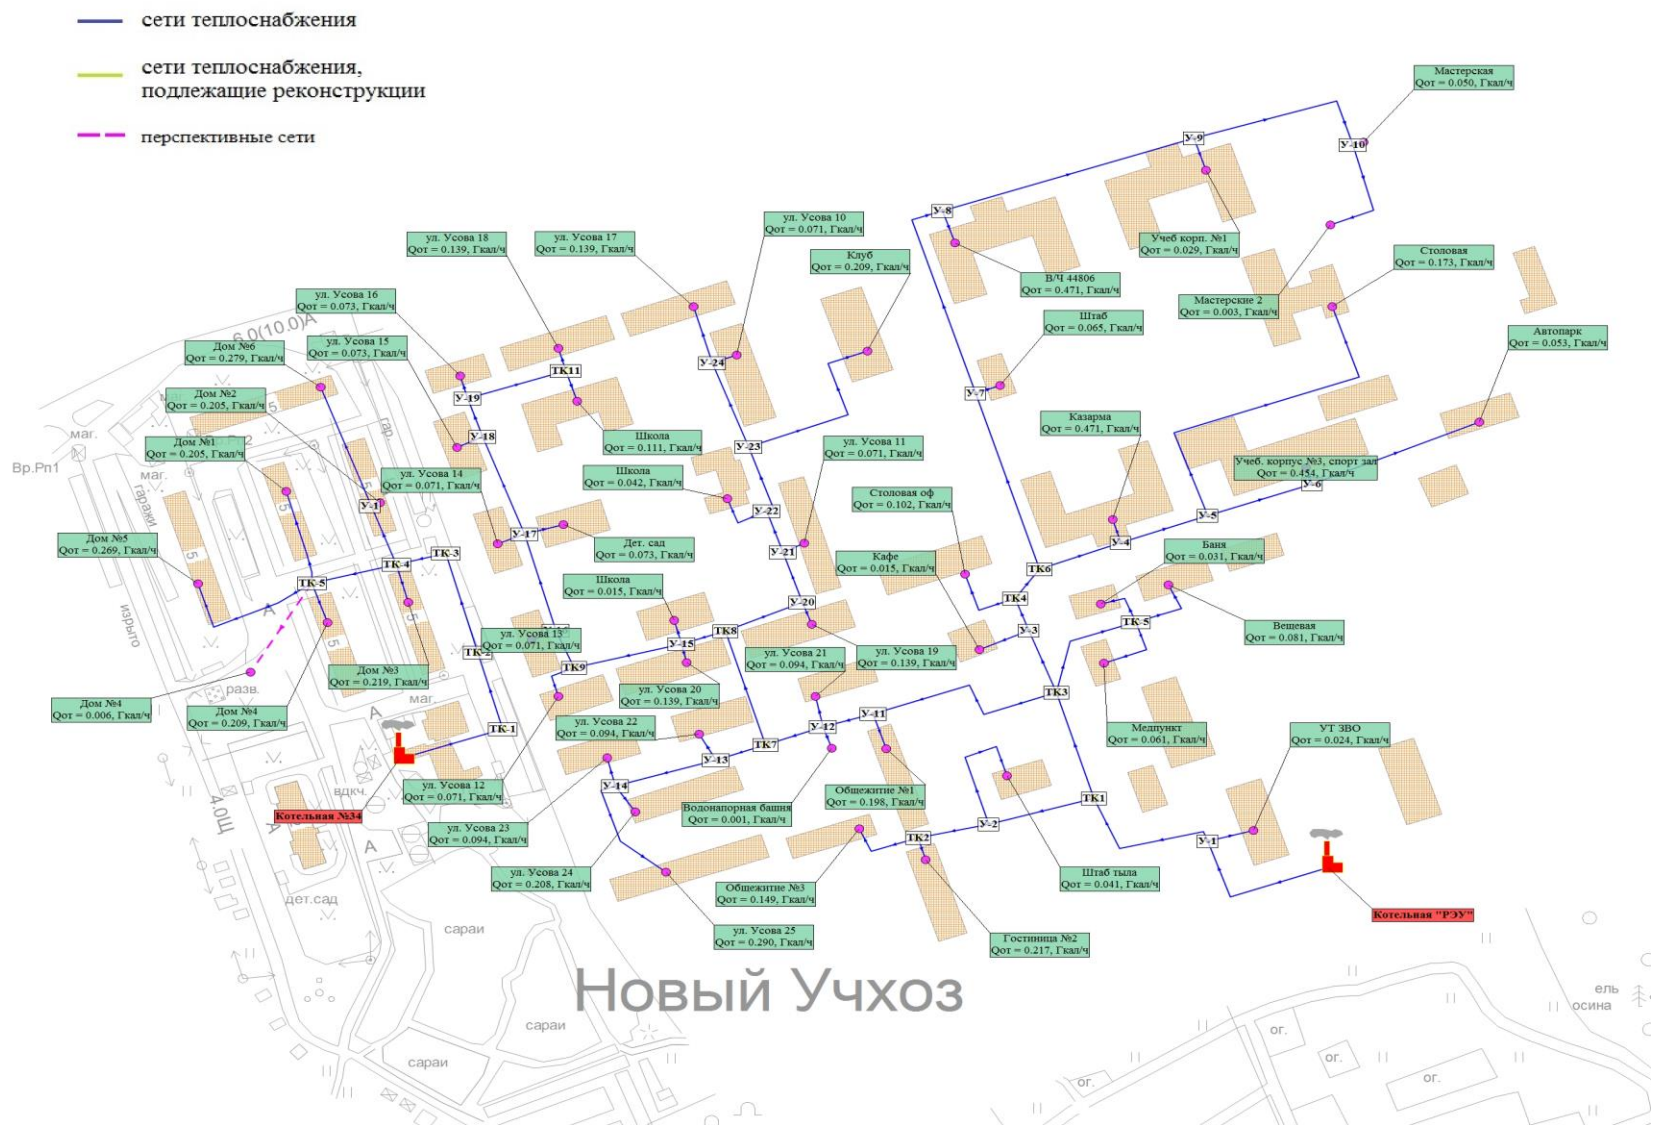 сети теплоснабжения
сети теплоснабжения,
подлежащие реконструкции
перспективные сети
Мастерская
Qот = 0.050, Гкал/ч
У-9
У-10
ул. Усова 10
Qот = 0.071, Гкал/ч
У-8
ул. Усова 18
Qот = 0.139, Гкал/ч
ул. Усова 17
Qот = 0.139, Гкал/ч
Учеб корп. №1
Qот = 0.029, Гкал/ч
Клуб
Qот = 0.209, Гкал/ч
Столовая
Qот = 0.173, Гкал/ч
В/Ч 44806
Qот = 0.471, Гкал/ч
ул. Усова 16
Qот = 0.073, Гкал/ч
Мастерские 2
Qот = 0.003, Гкал/ч
6.0(10.0)А
Штаб
Qот = 0.065, Гкал/ч
Автопарк
Qот = 0.053, Гкал/ч
ул. Усова 15
Qот = 0.073, Гкал/ч
Дом №6
Qот = 0.279, Гкал/ч
У-24
ТК11
Дом №2
Qот = 0.205, Гкал/ч
У-19
У-7
маг.
Казарма
Qот = 0.471, Гкал/ч
гар.
Дом №1
Qот = 0.205, Гкал/ч
У-18
Школа
Qот = 0.111, Гкал/ч
У-23
ул. Усова 11
Qот = 0.071, Гкал/ч
Вр.Рп1
маг.
ул. Усова 14
Qот = 0.071, Гкал/ч
Школа
Qот = 0.042, Гкал/ч
Учеб. корпус №3, спорт зал
Qот = 0.454, Гкал/ч
У-6
гаражи
Столовая оф
Qот = 0.102, Гкал/ч
У-1
У-22
У-5
У-17
Дом №5
Qот = 0.269, Гкал/ч
Дет. сад
Qот = 0.073, Гкал/ч
У-4
Баня
Qот = 0.031, Гкал/ч
ТК-3
У-21
Кафе
Qот = 0.015, Гкал/ч
ТК-4
ТК6
ТК-5
Школа
Qот = 0.015, Гкал/ч
ТК4
У-20
изрыто
А
ТК-5
Вещевая
Qот = 0.081, Гкал/ч
ул. Усова 13
Qот = 0.071, Гкал/ч
ТК8
У-3
У-15
ТК-2
ТК9
ул. Усова 21
Qот = 0.094, Гкал/ч
ул. Усова 19
Qот = 0.139, Гкал/ч
Дом №3
Qот = 0.219, Гкал/ч
разв.
ул. Усова 20
Qот = 0.139, Гкал/ч
ТК3
Дом №4
Qот = 0.006, Гкал/ч
Дом №4
Qот = 0.209, Гкал/ч
маг.
А
ул. Усова 22
Qот = 0.094, Гкал/ч
У-11
У-12
Медпункт
Qот = 0.061, Гкал/ч
УТ ЗВО
Qот = 0.024, Гкал/ч
ТК-1
ТК7
У-13
У-14
ул. Усова 12
Qот = 0.071, Гкал/ч
вдкч.
Общежитие №1
Qот = 0.198, Гкал/ч
ТК1
Водонапорная башня
Qот = 0.001, Гкал/ч
Котельная №34
4.0Щ
А
ул. Усова 23
Qот = 0.094, Гкал/ч
У-2
ТК2
У-1
А
ул. Усова 24
Qот = 0.208, Гкал/ч
Штаб тыла
Qот = 0.041, Гкал/ч
Общежитие №3
Qот = 0.149, Гкал/ч
дет.сад
Котельная "РЭУ"
сараи
ул. Усова 25
Qот = 0.290, Гкал/ч
Гостиница №2
Qот = 0.217, Гкал/ч
Новый Учхоз
ель
осина
сараи
ог.
сараи
ог.
ог.
ог.